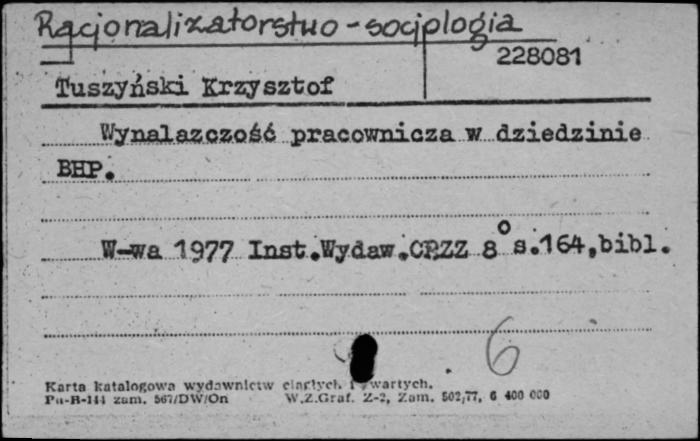 Racjonalizatorstwo - socjologia
228081
Tuszyński Krzysztof
Wynalazczość pracownicza w dziedzinie
BHP.
W-wa 1977 Inst.Wydaw.CRZZ 8° s.164,bibl.
6
Karta katalogowa wydawnictw ciągłych i zwartych.
Pu-B-144 zam. 567/DW/On W.Z.Graf. Z-2, Zam. 502/77, 6 400 000